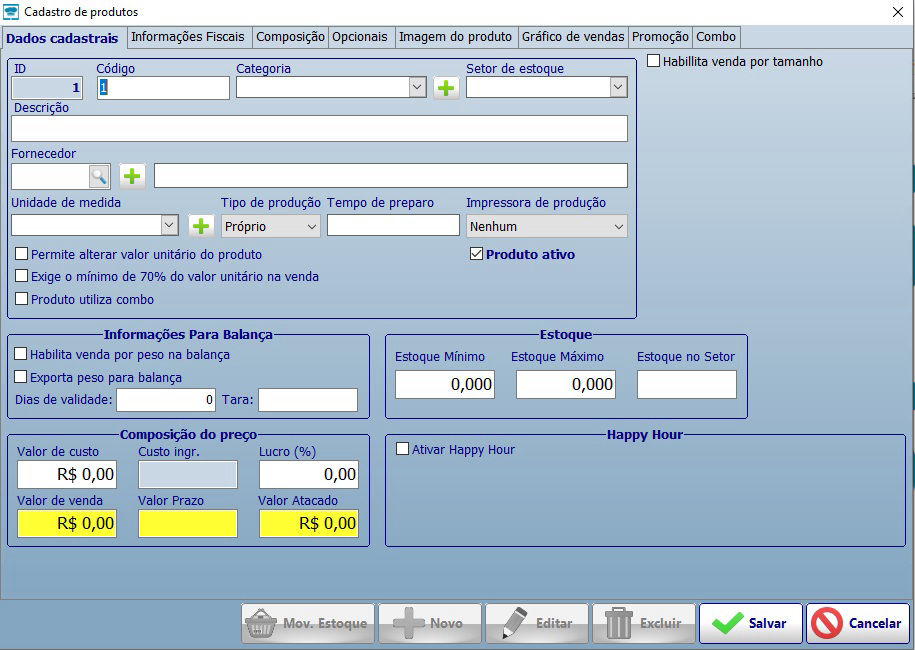 Cadastro de produtos
Dados cadastrais Informações Fiscais Composição Opcionais Imagem do produto Gráfico de vendas Promoção Combo
ID Código Categoria Setor de estoque Habillita venda por tamanho
1 1
Descrição
Fornecedor
Unidade de medida Tipo de produção Tempo de preparo Impressora de produção
Próprio Nenhum
Permite alterar valor unitário do produto Produto ativo
Exige o mínimo de 70% do valor unitário na venda
Produto utiliza combo
Informações Para Balança
Habilita venda por peso na balança
Exporta peso para balança
Dias de validade: 0 Tara:
Estoque
Estoque Mínimo Estoque Máximo Estoque no Setor
0,000 0,000
Composição do preço
Valor de custo Custo ingr. Lucro (%)
R$ 0,00 0,00
Valor de venda Valor Prazo Valor Atacado
R$ 0,00 R$ 0,00
Happy Hour
Ativar Happy Hour
Mov. Estoque Novo Editar Excluir Salvar Cancelar